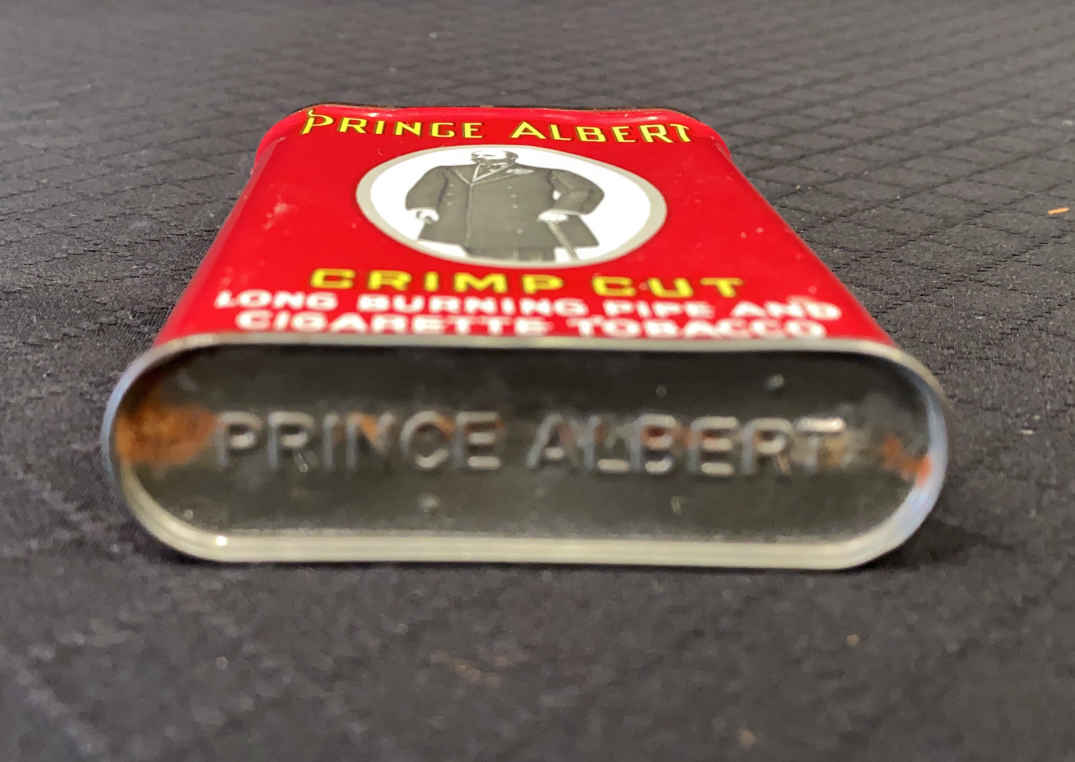 PRINCE ALBERT
CRIMP CUT
LONG BURNING PIPE AND
CIGARETTE TOBACCO
PRINCE ALBERT